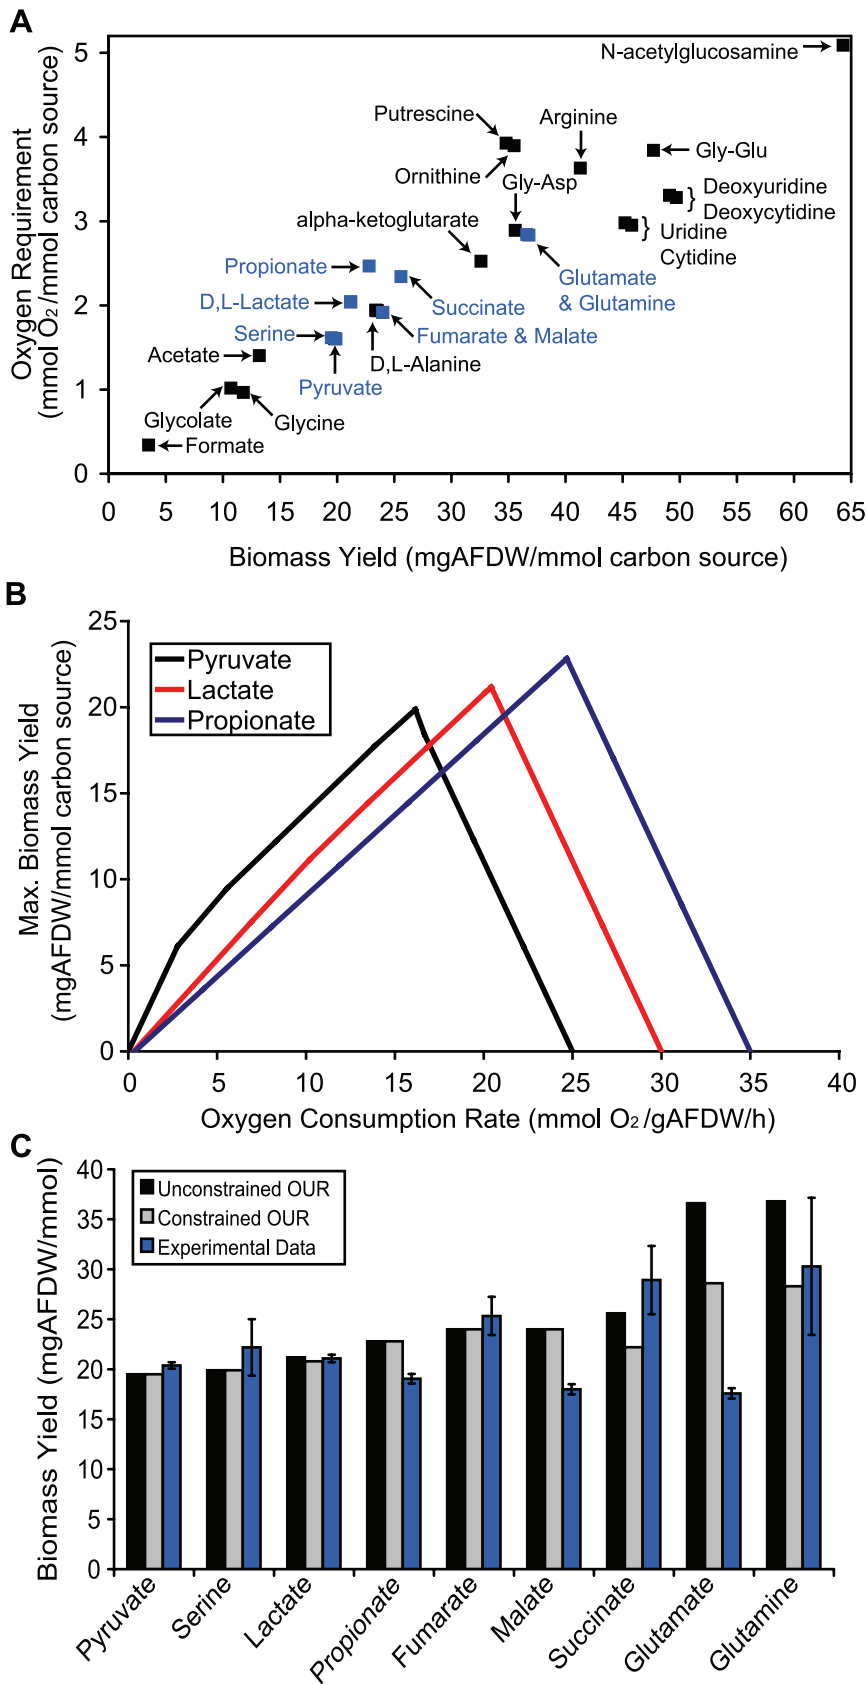 A
Oxygen Requirement
(mmol O2/mmol carbon source)
5
4
3
2
1
0
N-acetylglucosamine
Putrescine
Arginine
Gly-Glu
Ornithine
Gly-Asp
Deoxyuridine
Deoxycytidine
alpha-ketoglutarate
} Uridine
Cytidine
Propionate
Glutamate
& Glutamine
D,L-Lactate
Succinate
Serine
Fumarate & Malate
Acetate
D,L-Alanine
Pyruvate
Glycolate
Glycine
Formate
0 5 10 15 20 25 30 35 40 45 50 55 60 65
Biomass Yield (mgAFDW/mmol carbon source)
B
Max. Biomass Yield
(mgAFDW/mmol carbon source)
25
20
15
10
5
0
Pyruvate
Lactate
Propionate
0 5 10 15 20 25 30 35 40
Oxygen Consumption Rate (mmol O2/gAFDW/h)
C
Biomass Yield (mgAFDW/mmol)
40
35
30
25
20
15
10
5
0
Unconstrained OUR
Constrained OUR
Experimental Data
Pyruvate
Serine
Lactate
Propionate
Fumarate
Malate
Succinate
Glutamate
Glutamine